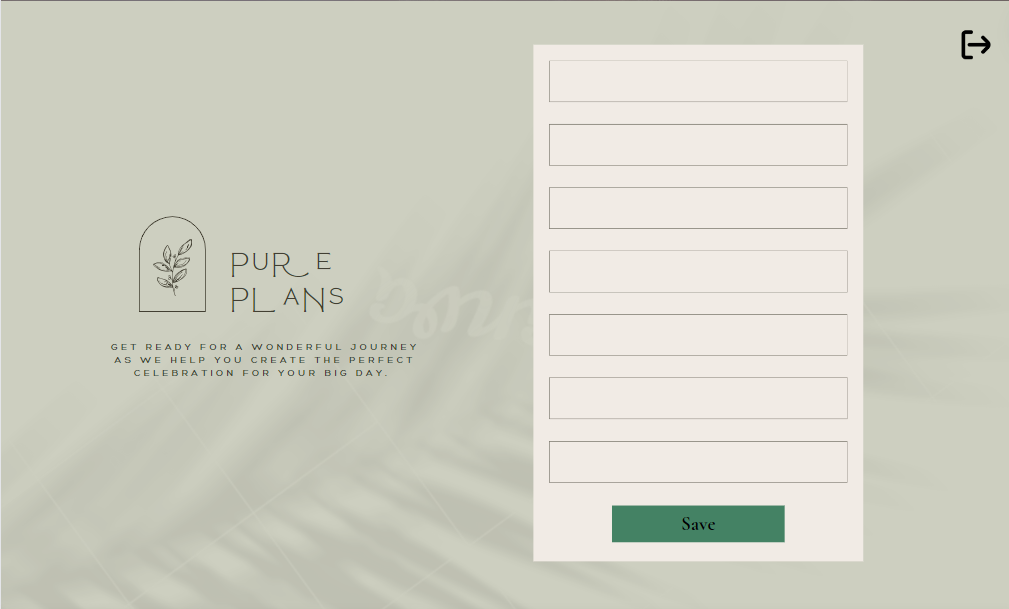 PURE
PLANS
GET READY FOR A WONDERFUL JOURNEY
AS WE HELP YOU CREATE THE PERFECT
CELEBRATION FOR YOUR BIG DAY.
Save